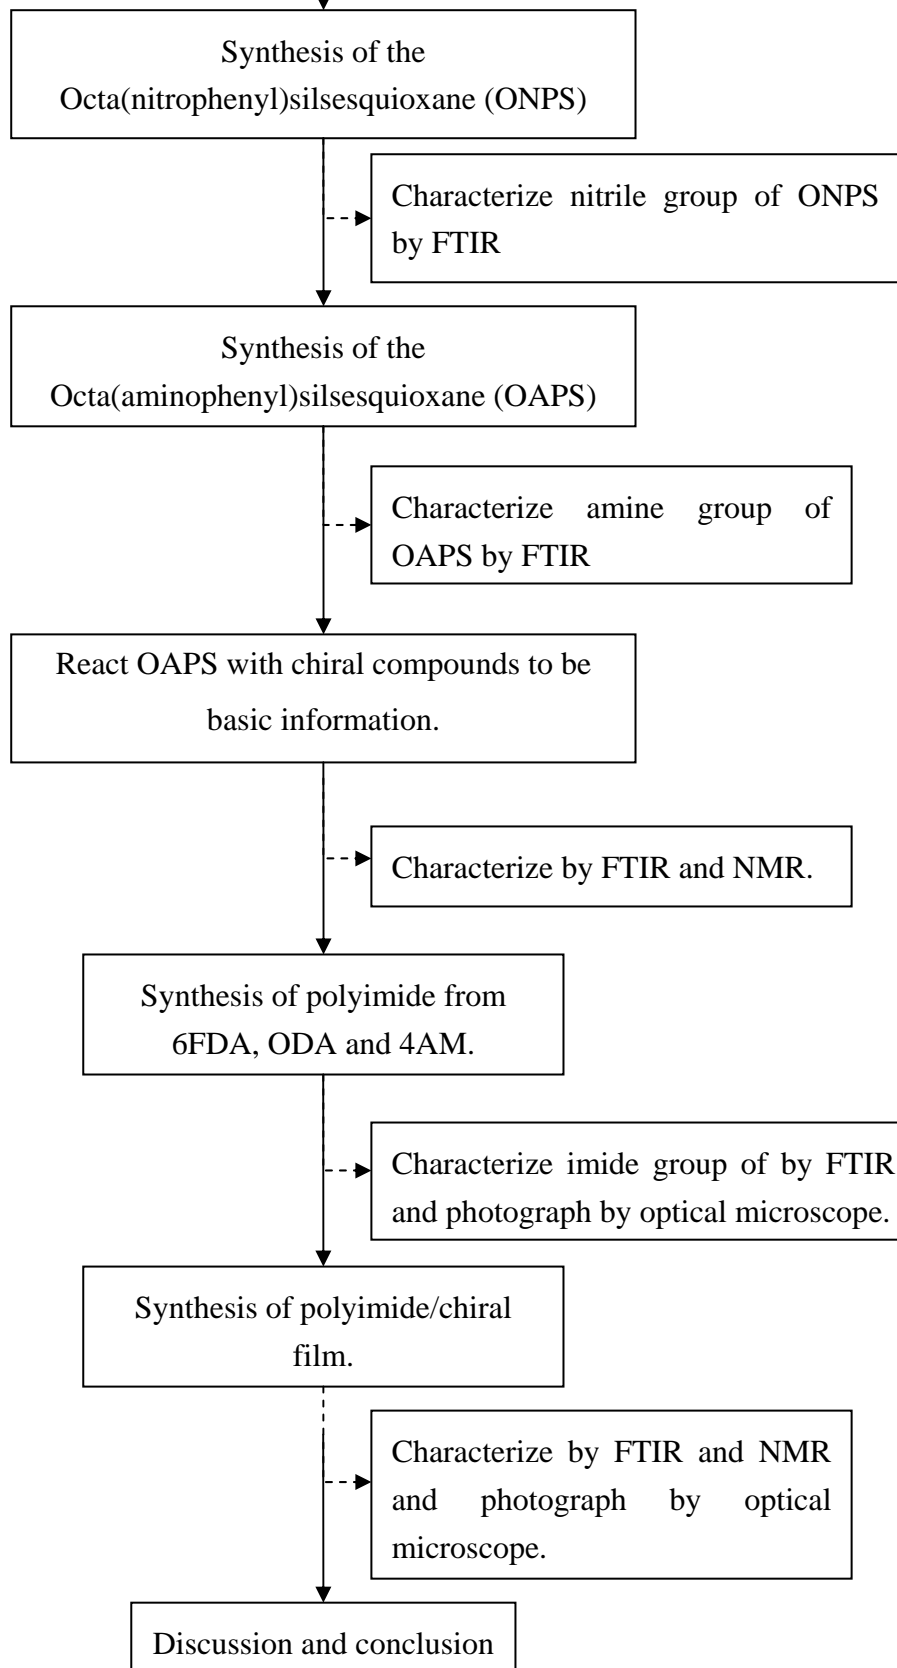 Synthesis of the
Octa(nitrophenyl)silsesquioxane (ONPS)
Characterize nitrile group of ONPS
by FTIR
Synthesis of the
Octa(aminophenyl)silsesquioxane (OAPS)
Characterize amine group of
OAPS by FTIR
React OAPS with chiral compounds to be
basic information.
Characterize by FTIR and NMR.
Synthesis of polyimide from
6FDA, ODA and 4AM.
Characterize imide group of by FTIR
and photograph by optical microscope.
Synthesis of polyimide/chiral
film.
Characterize by FTIR and NMR
and photograph by optical
microscope.
Discussion and conclusion